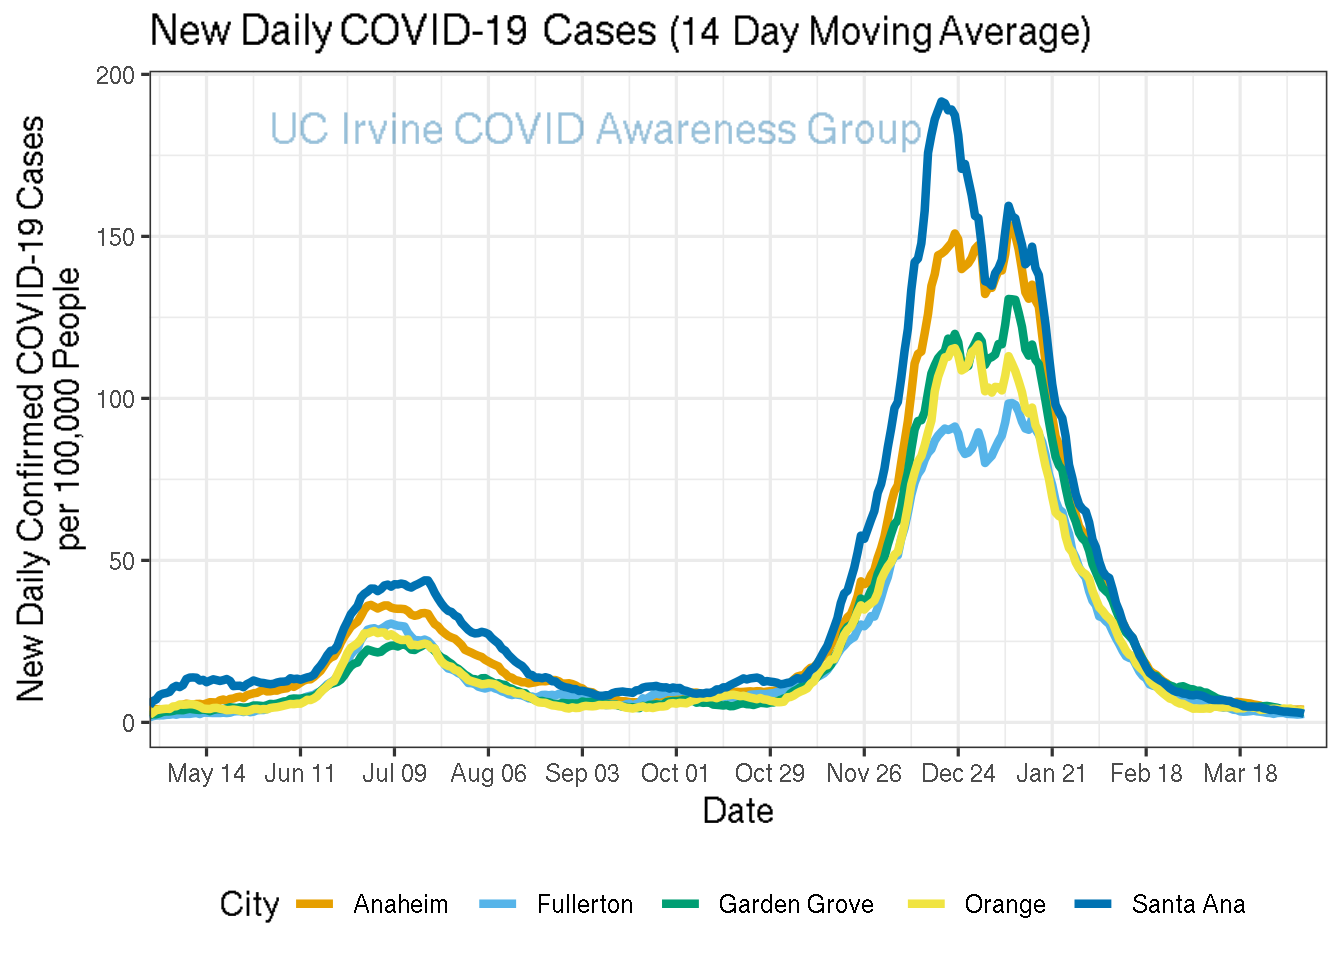 New Daily COVID-19 Cases (14 Day Moving Average)
UC Irvine COVID Awareness Group
New Daily Confirmed COVID-19 Cases
per 100,000 People
200
150
100
50
0
May 14 Jun 11 Jul 09 Aug 06 Sep 03 Oct 01 Oct 29 Nov 26 Dec 24 Jan 21 Feb 18 Mar 18
Date
City Anaheim Fullerton Garden Grove Orange Santa Ana